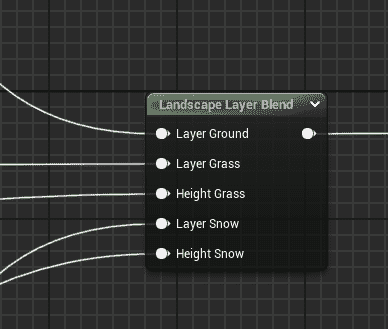 Landscape Layer Blend
Layer Ground
Layer Grass
Height Grass
Layer Snow
Height Snow